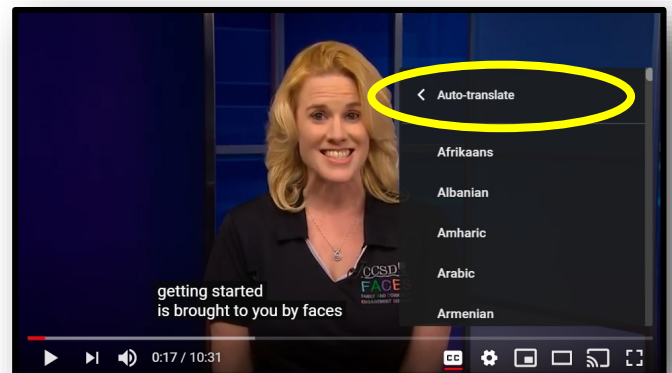 Auto-translate
Afrikaans
Albanian
Amharic
Arabic
Armenian
CCSD
FACES
getting started
is brought to you by faces
0:17 / 10:31
CC